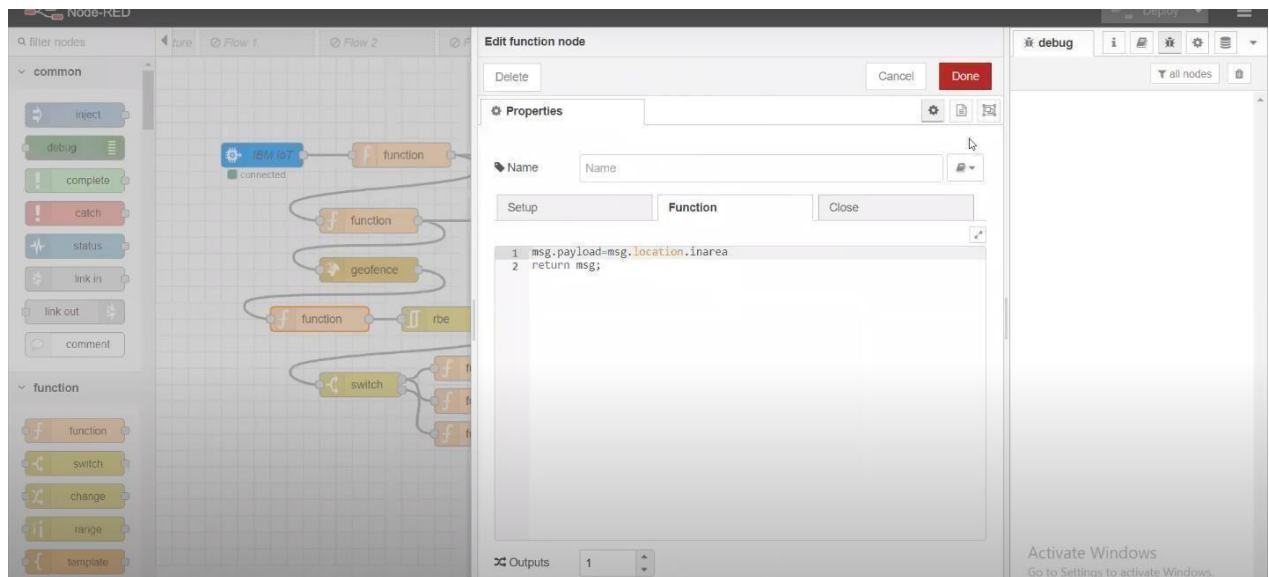 Node-RED
Deploy
filter nodes
ture
Flow 1
Flow 2
common
inject
debug
complete
catch
status
link in
link out
comment
function
function
switch
change
range
template
IBM IoT
connected
function
function
geofence
function
rbe
switch
Edit function node
Delete
Cancel
Done
Properties
Name
Name
Setup
Function
Close
1 msg.payload=msg.location.inarea
2 return msg;
Outputs
1
debug
i
all nodes
Activate Windows
Go to Settings to activate Windows.